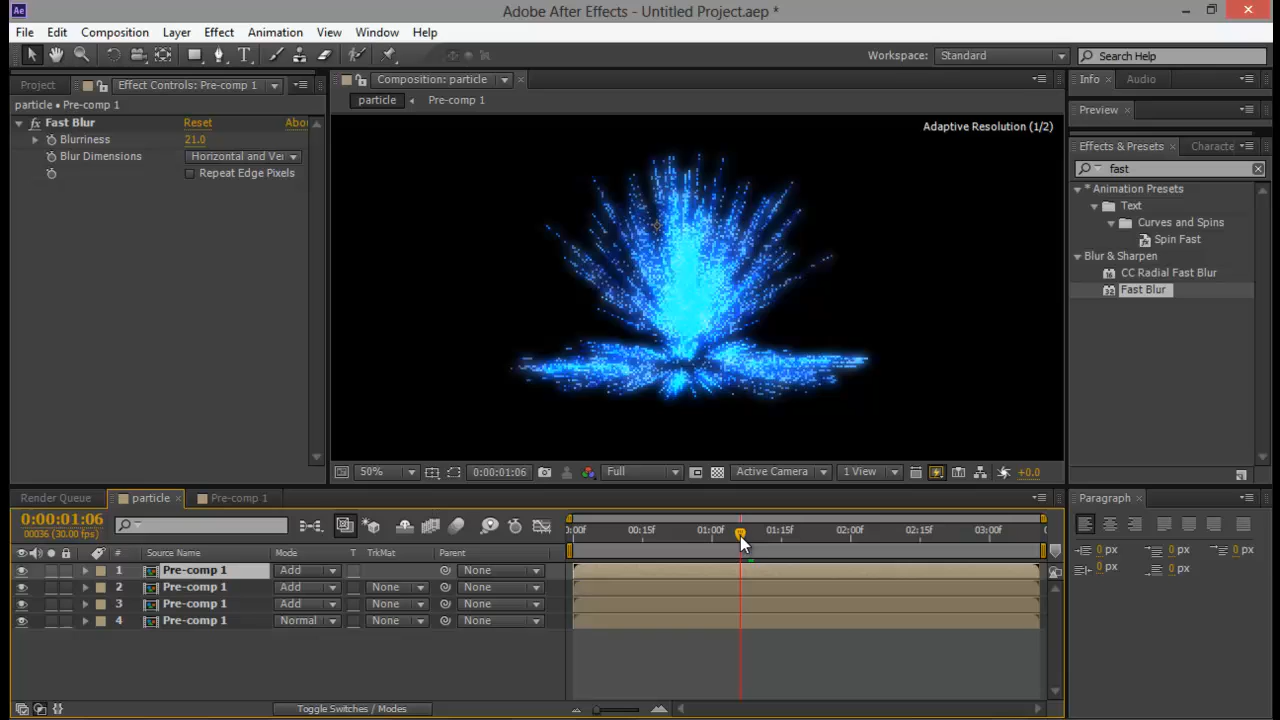 Ae
Adobe After Effects - Untitled Project.aep *
File Edit Composition Layer Effect Animation View Window Help
Workspace: Standard
Search Help
Project
Effect Controls: Pre-comp 1
particle • Pre-comp 1
fx Fast Blur Reset Abo
Blurriness 21.0
Blur Dimensions Horizontal and Ver
Repeat Edge Pixels
Composition: particle
particle Pre-comp 1
Adaptive Resolution (1/2)
50% 0:00:01:06 Full Active Camera 1 View +0.0
Info Audio
Preview
Effects & Presets Characte
fast
* Animation Presets
Text
Curves and Spins
Spin Fast
Blur & Sharpen
CC Radial Fast Blur
Fast Blur
Render Queue particle Pre-comp 1
0:00:01:06
00036 (30.00 fps)
:00f 00:15f 01:00f 01:15f 02:00f 02:15f 03:00f
# Source Name Mode T TrkMat Parent
1 Pre-comp 1 Add None
2 Pre-comp 1 Add None None
3 Pre-comp 1 Add None None
4 Pre-comp 1 Normal None None
Toggle Switches / Modes
Paragraph
0 px 0 px 0 px
0 px 0 px